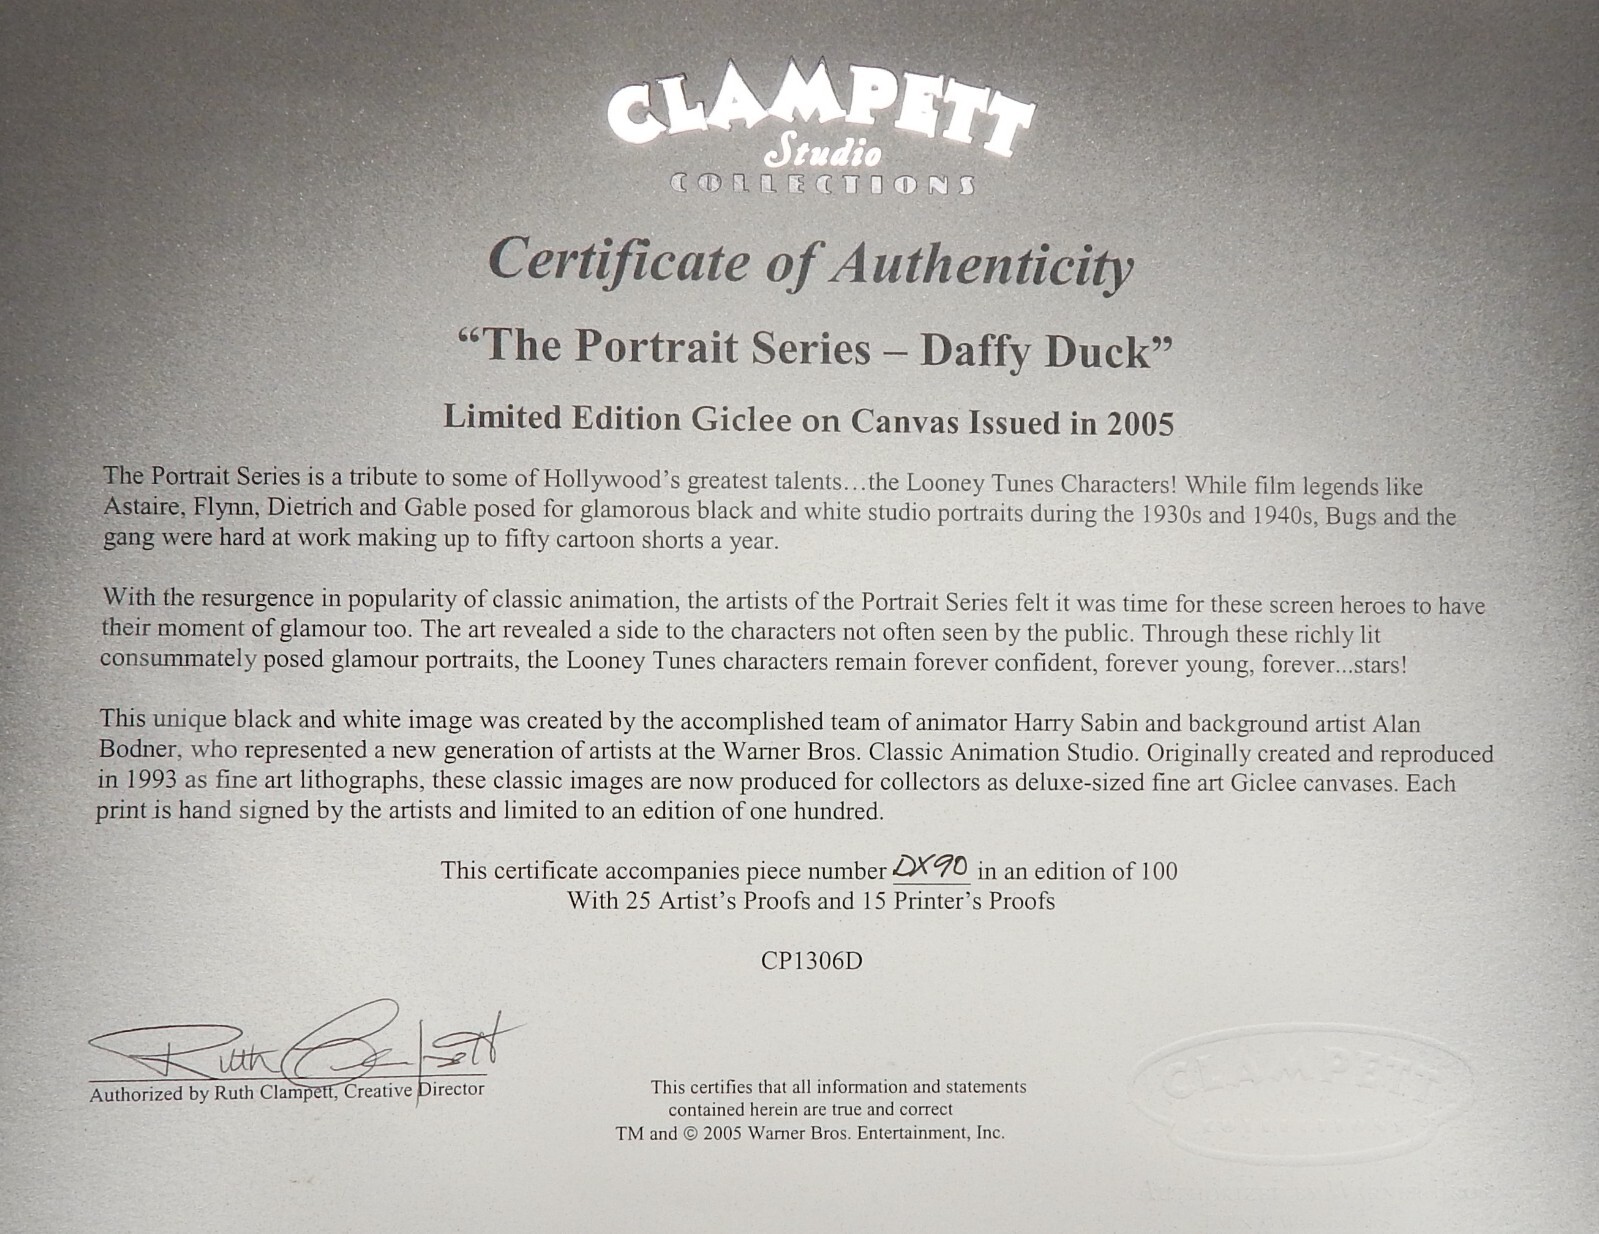 CLAMPETT
Studio
COLLECTIONS
Certificate of Authenticity
“The Portrait Series – Daffy Duck”
Limited Edition Giclee on Canvas Issued in 2005
The Portrait Series is a tribute to some of Hollywood’s greatest talents…the Looney Tunes Characters! While film legends like
Astaire, Flynn, Dietrich and Gable posed for glamorous black and white studio portraits during the 1930s and 1940s, Bugs and the
gang were hard at work making up to fifty cartoon shorts a year.
With the resurgence in popularity of classic animation, the artists of the Portrait Series felt it was time for these screen heroes to have
their moment of glamour too. The art revealed a side to the characters not often seen by the public. Through these richly lit
consummately posed glamour portraits, the Looney Tunes characters remain forever confident, forever young, forever...stars!
This unique black and white image was created by the accomplished team of animator Harry Sabin and background artist Alan
Bodner, who represented a new generation of artists at the Warner Bros. Classic Animation Studio. Originally created and reproduced
in 1993 as fine art lithographs, these classic images are now produced for collectors as deluxe-sized fine art Giclee canvases. Each
print is hand signed by the artists and limited to an edition of one hundred.
This certificate accompanies piece number DX90 in an edition of 100
With 25 Artist’s Proofs and 15 Printer’s Proofs
CP1306D
Ruth Clampett
Authorized by Ruth Clampett, Creative Director
This certifies that all information and statements
contained herein are true and correct
TM and © 2005 Warner Bros. Entertainment, Inc.
CLAMPETT